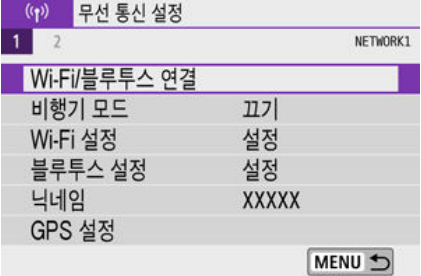 무선 통신 설정
1 2 NETWORK1
Wi-Fi/블루투스 연결
비행기 모드 끄기
Wi-Fi 설정 설정
블루투스 설정 설정
닉네임 XXXXX
GPS 설정
MENU